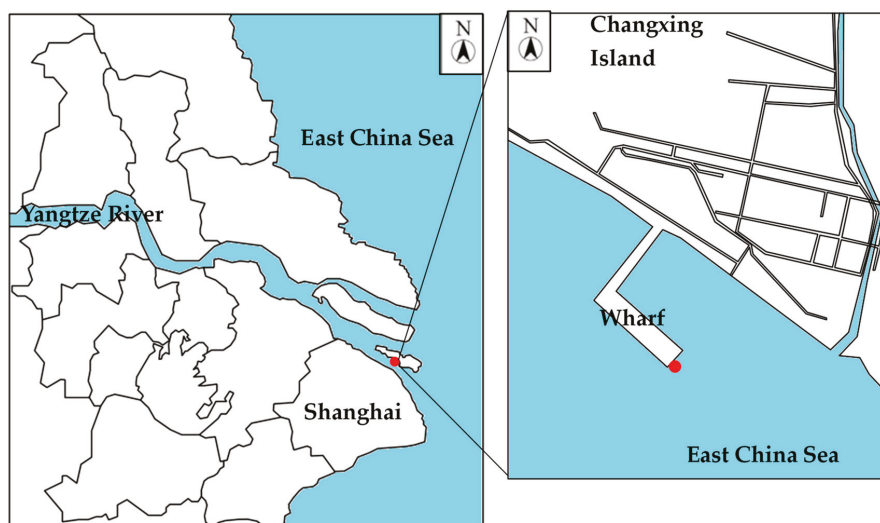 N
East China Sea
Yangtze River
Shanghai
N
Changxing
Island
Wharf
East China Sea